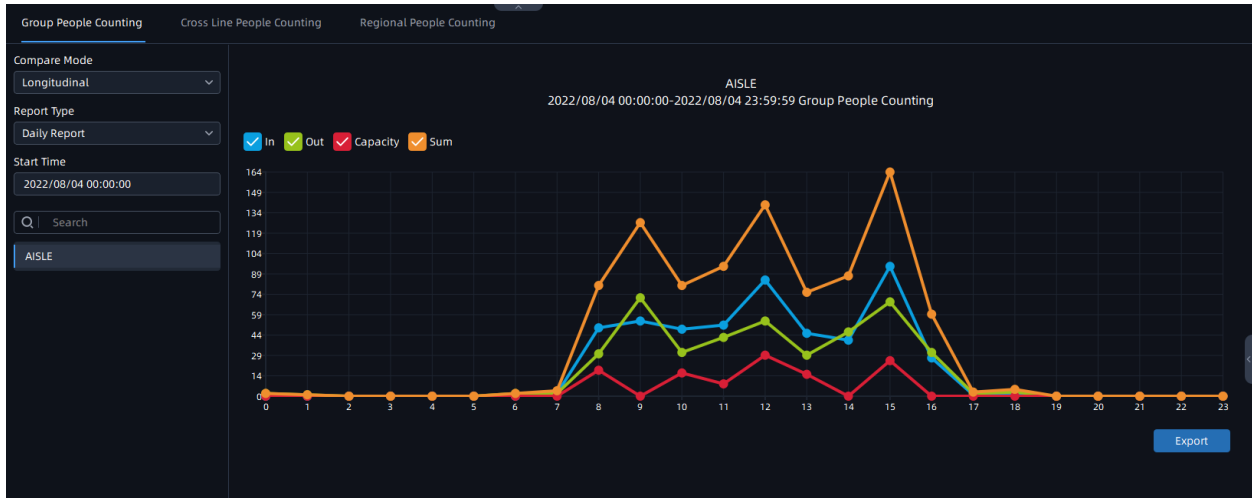 Group People Counting Cross Line People Counting Regional People Counting
Compare Mode
Longitudinal
Report Type
Daily Report
Start Time
2022/08/04 00:00:00
Search
AISLE
AISLE
2022/08/04 00:00:00-2022/08/04 23:59:59 Group People Counting
In Out Capacity Sum
164
149
134
119
104
89
74
59
44
29
14
0
0 1 2 3 4 5 6 7 8 9 10 11 12 13 14 15 16 17 18 19 20 21 22 23
Export